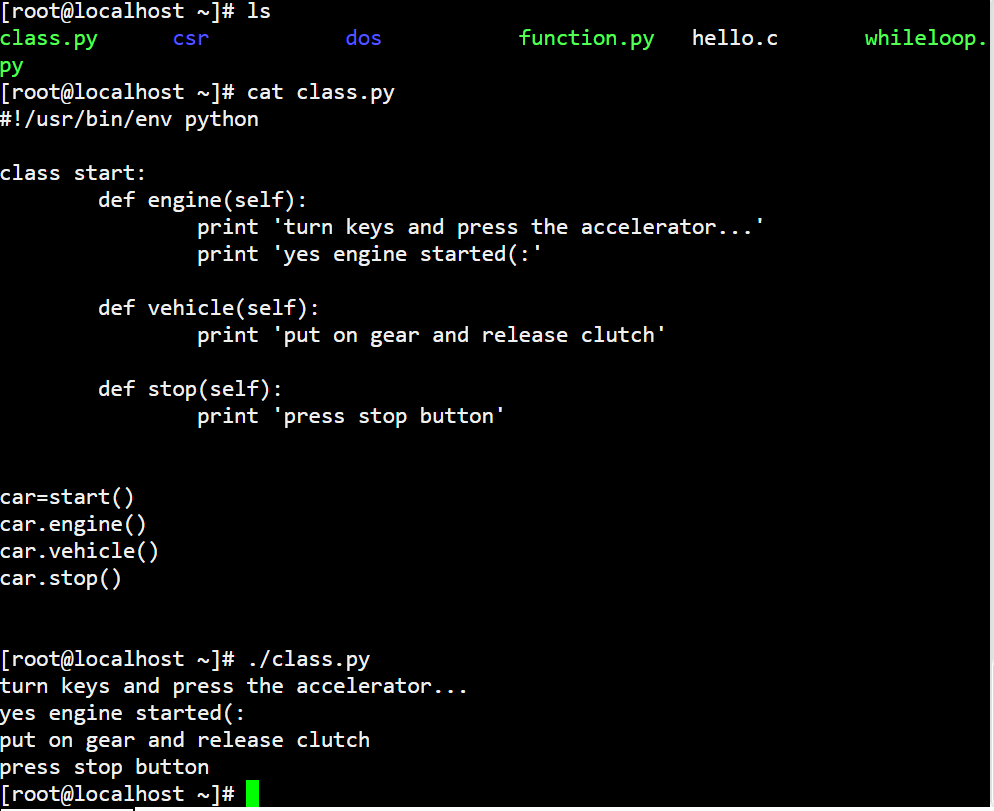 [root@localhost ~]# ls
class.py      csr           dos           function.py   hello.c       whileloop.
py
[root@localhost ~]# cat class.py
#!/usr/bin/env python

class start:
        def engine(self):
                print 'turn keys and press the accelerator...'
                print 'yes engine started(:'

        def vehicle(self):
                print 'put on gear and release clutch'

        def stop(self):
                print 'press stop button'


car=start()
car.engine()
car.vehicle()
car.stop()


[root@localhost ~]# ./class.py
turn keys and press the accelerator...
yes engine started(:
put on gear and release clutch
press stop button
[root@localhost ~]#